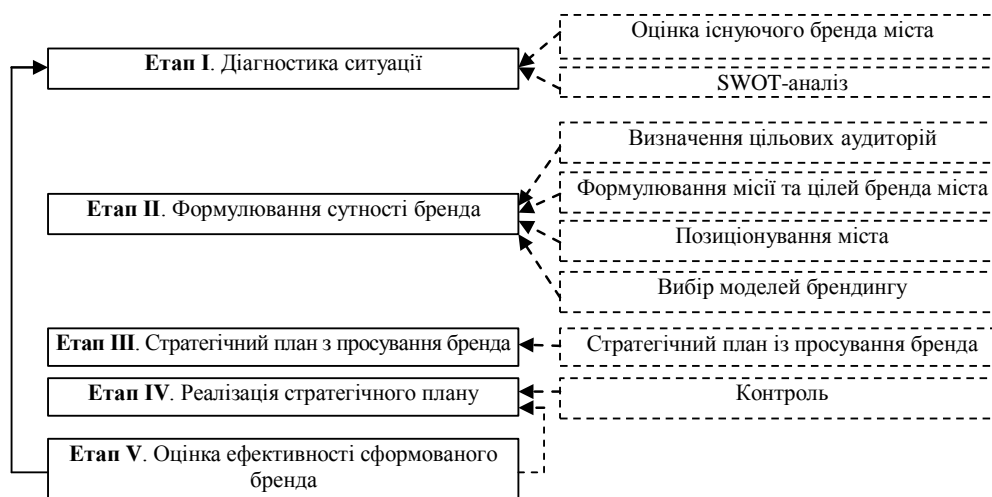 Оцінка існуючого бренда міста
Етап I. Діагностика ситуації
SWOT-аналіз
Визначення цільових аудиторій
Формулювання місії та цілей бренда міста
Етап II. Формулювання сутності бренда
Позиціонування міста
Вибір моделей брендингу
Етап III. Стратегічний план з просування бренда
Стратегічний план із просування бренда
Етап IV. Реалізація стратегічного плану
Контроль
Етап V. Оцінка ефективності сформованого
бренда